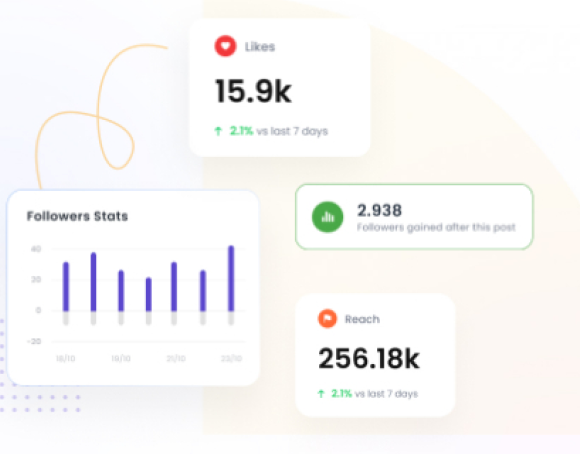 Likes
15.9k
↑ 2.1% vs last 7 days
Followers Stats
40
20
0
-20
18/10 19/10 21/10 23/10
2.938
Followers gained after this post
Reach
256.18k
↑ 2.1% vs last 7 days